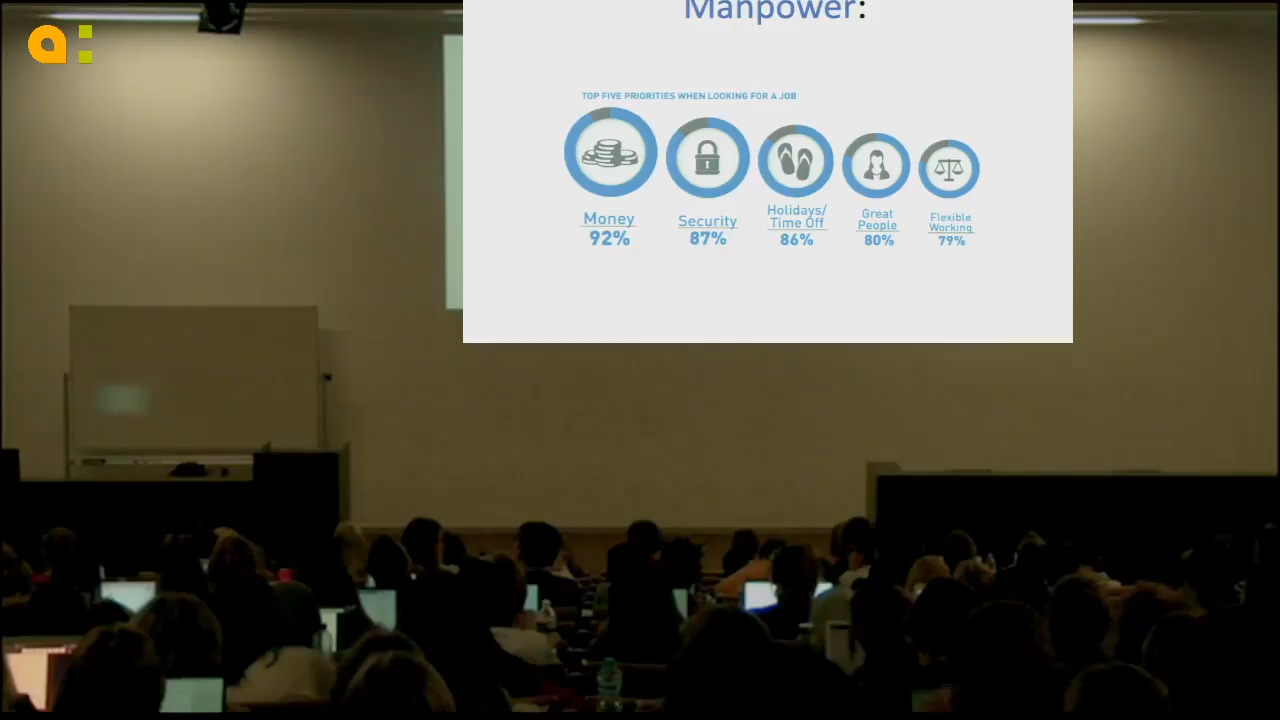 Manpower:
TOP FIVE PRIORITIES WHEN LOOKING FOR A JOB
Money
92%
Security
87%
Holidays/
Time Off
86%
Great
People
80%
Flexible
Working
79%
a: